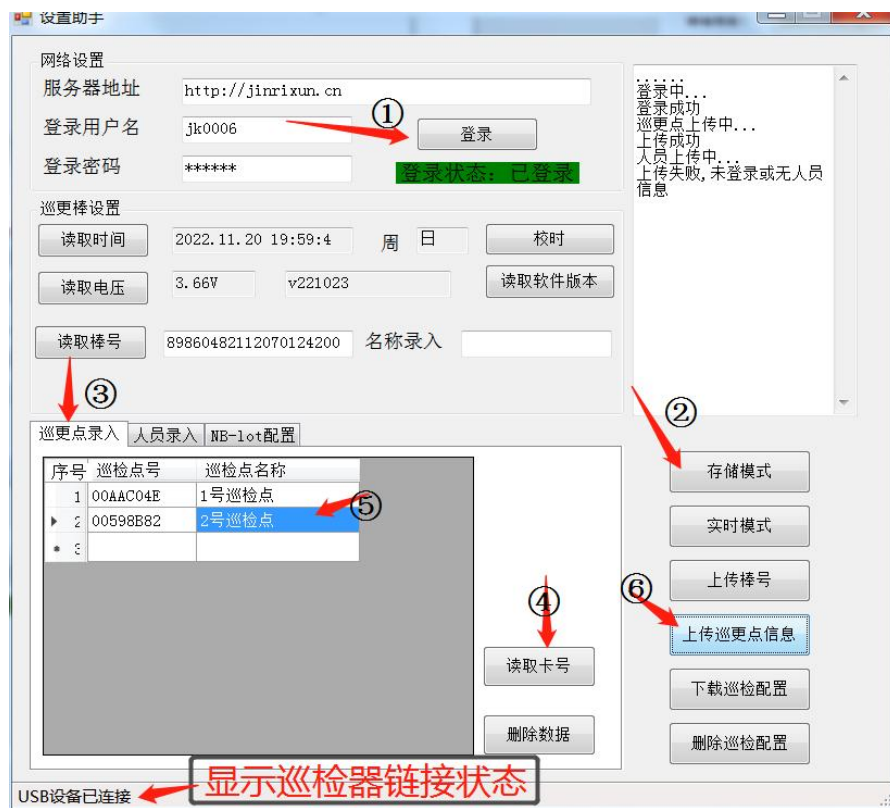 设置助手
网络设置
服务器地址 http://jinrixun.cn
登录用户名 jk0006 ① 登录
登录密码 ****** 登录状态: 已登录
......
登录中...
登录成功
巡更点上传中...
上传成功
人员上传中...
上传失败,未登录或无人员
信息
巡更棒设置
读取时间 2022.11.20 19:59:4 周 日 校时
读取电压 3.66V v221023 读取软件版本
读取棒号 89860482112070124200 名称录入
③
②
巡更点录入 人员录入 NB-lot配置
序号 巡检点号 巡检点名称
1 00AAC04E 1号巡检点
2 00598B82 2号巡检点 ⑤
* 3
④
读取卡号
删除数据
存储模式
实时模式
上传棒号
⑥
上传巡更点信息
下载巡检配置
删除巡检配置
USB设备已连接 显示巡检器链接状态